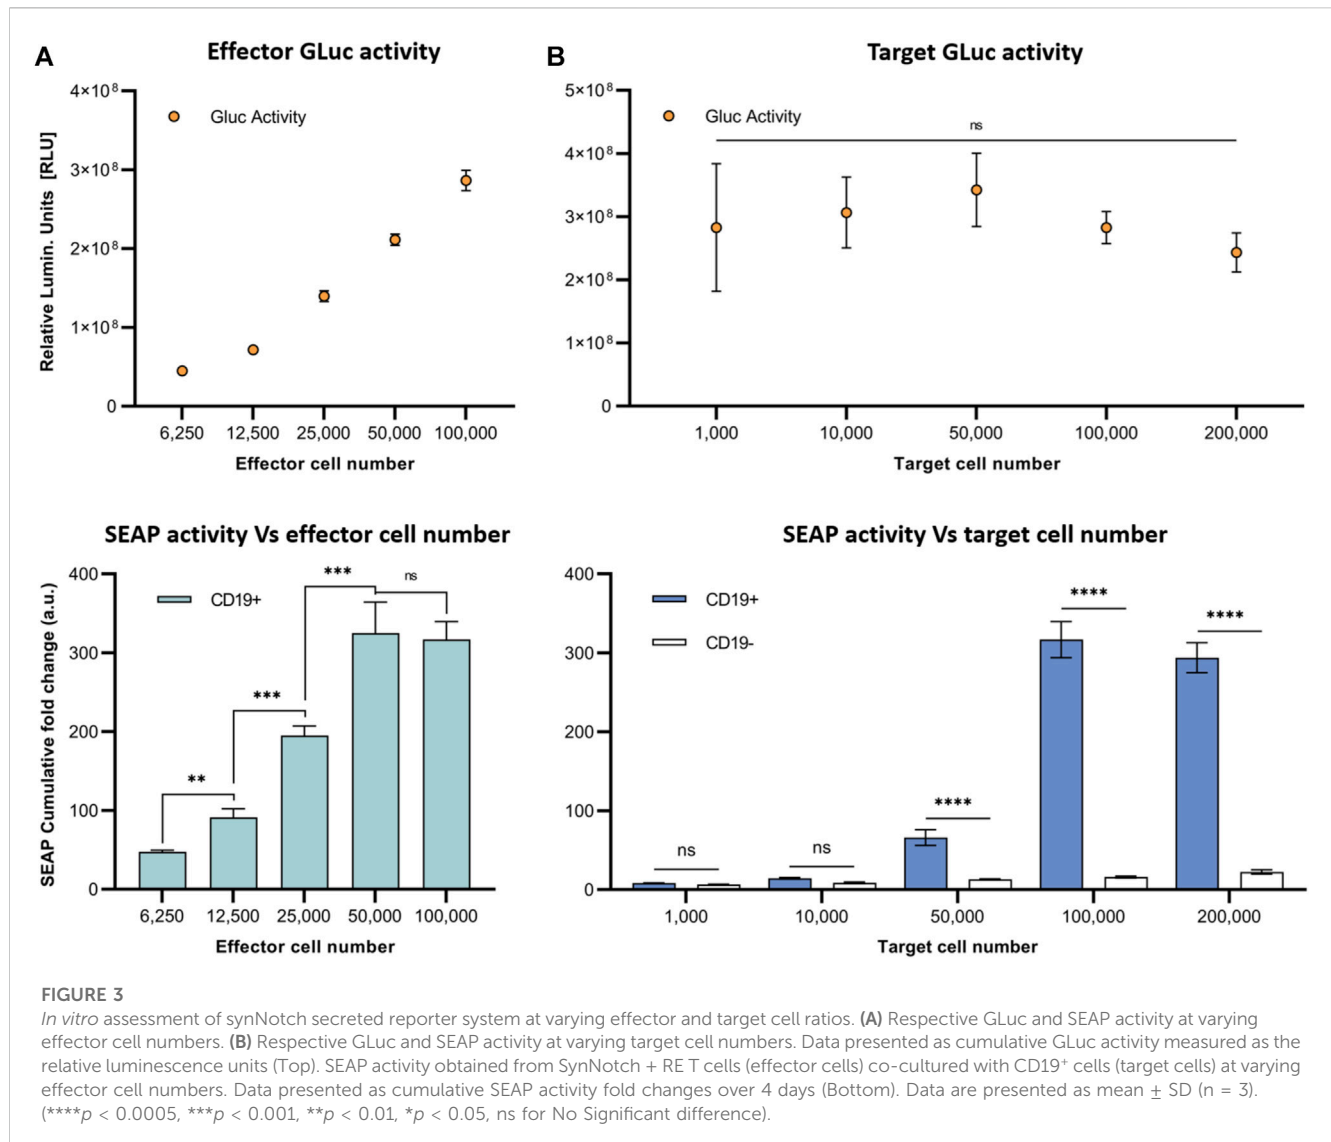 A
Effector GLuc activity
4×10⁸
3×10⁸
2×10⁸
1×10⁸
0
Gluc Activity
Relative Lumin. Units [RLU]
6,250 12,500 25,000 50,000 100,000
Effector cell number
B
Target GLuc activity
5×10⁸
4×10⁸
3×10⁸
2×10⁸
1×10⁸
0
Gluc Activity
ns
1,000 10,000 50,000 100,000 200,000
Target cell number
SEAP activity Vs effector cell number
400
300
200
100
0
CD19+
SEAP Cumulative fold change (a.u.)
** *** *** ns
6,250 12,500 25,000 50,000 100,000
Effector cell number
SEAP activity Vs target cell number
400
300
200
100
0
CD19+
CD19-
ns ns **** **** ****
1,000 10,000 50,000 100,000 200,000
Target cell number
FIGURE 3
In vitro assessment of synNotch secreted reporter system at varying effector and target cell ratios. (A) Respective GLuc and SEAP activity at varying
effector cell numbers. (B) Respective GLuc and SEAP activity at varying target cell numbers. Data presented as cumulative GLuc activity measured as the
relative luminescence units (Top). SEAP activity obtained from SynNotch + RE T cells (effector cells) co-cultured with CD19⁺ cells (target cells) at varying
effector cell numbers. Data presented as cumulative SEAP activity fold changes over 4 days (Bottom). Data are presented as mean ± SD (n = 3).
(****p < 0.0005, ***p < 0.001, **p < 0.01, *p < 0.05, ns for No Significant difference).